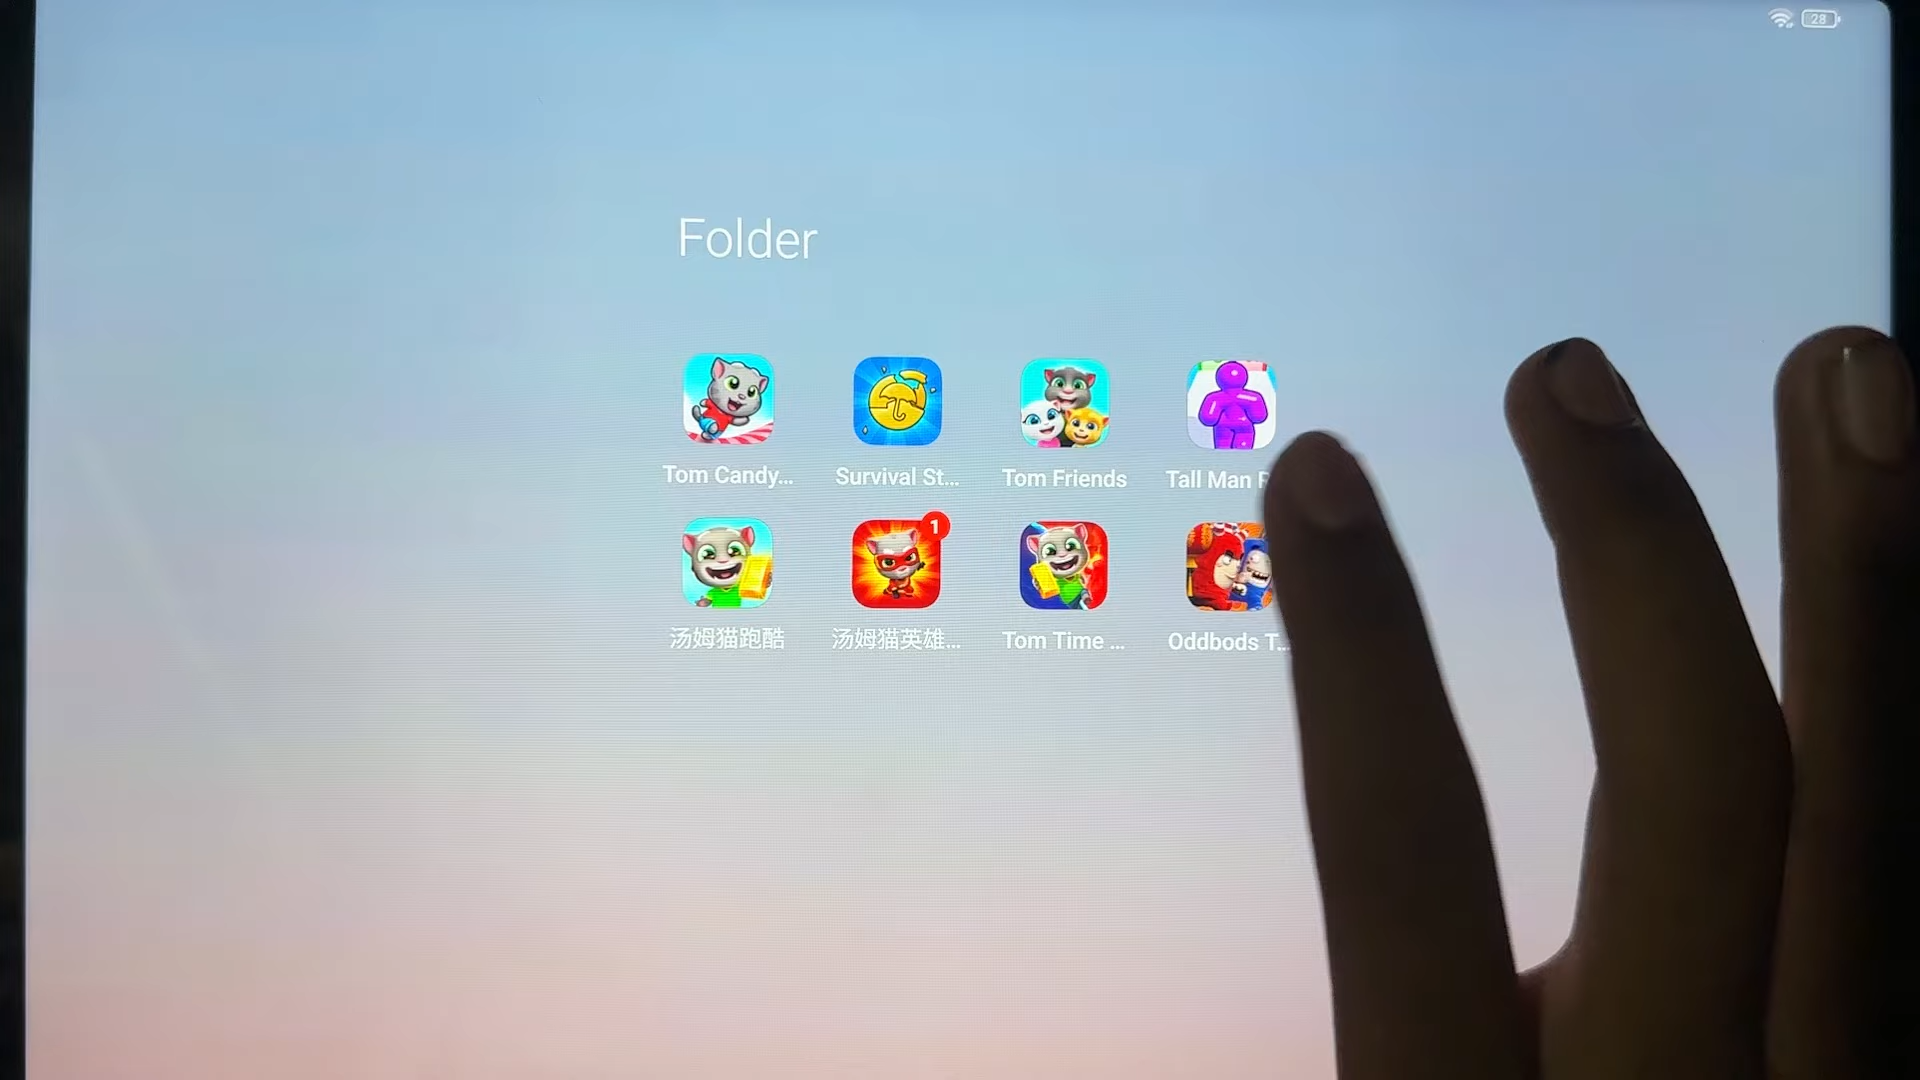 28
Folder
Tom Candy... Survival St... Tom Friends Tall Man
1
汤姆猫跑酷 汤姆猫英雄... Tom Time ... Oddbods T...